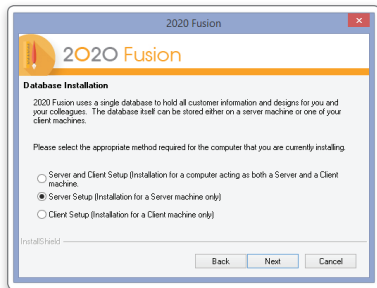 2020 Fusion
2020 Fusion
Database Installation
2020 Fusion uses a single database to hold all customer information and designs for you and
your colleagues. The database itself can be stored either on a server machine or one of your
client machines.
Please select the appropriate method required for the computer that you are currently installing.
Server and Client Setup (Installation for a computer acting as both a Server and a Client
machine.
Server Setup (Installation for a Server machine only)
Client Setup (Installation for a Client machine only)
InstallShield
Back Next Cancel